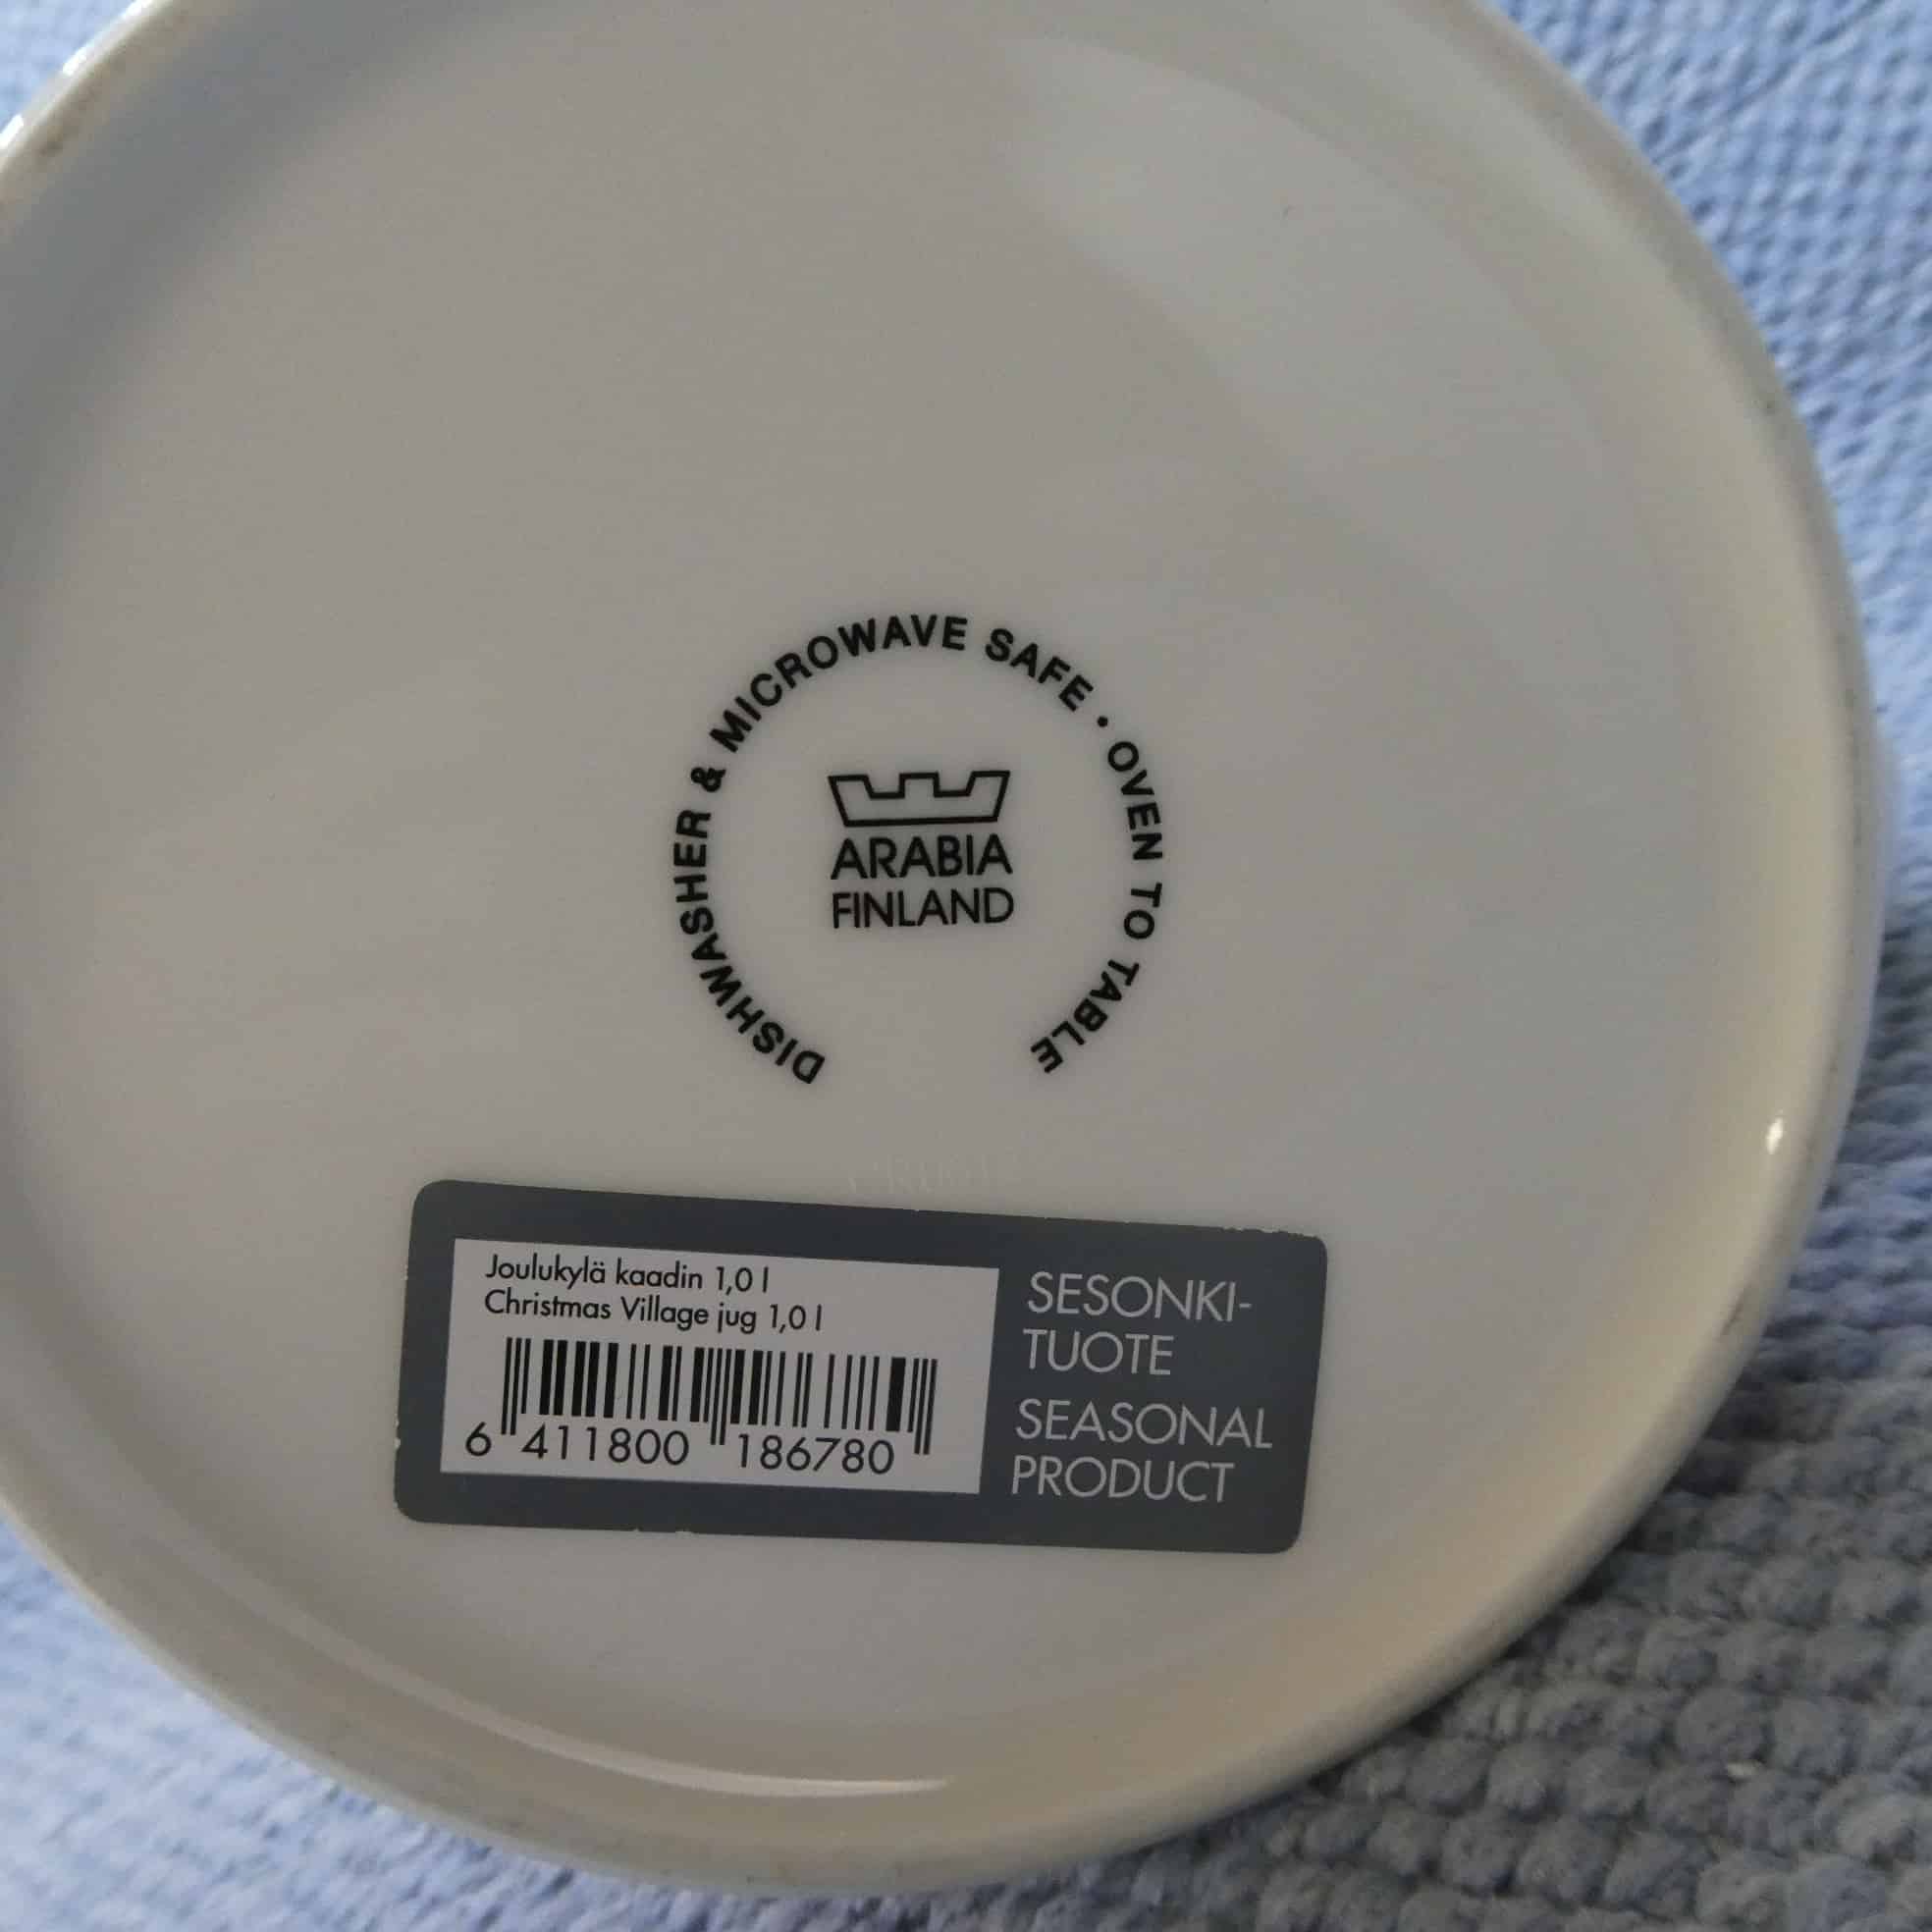 DISHWASHER & MICROWAVE SAFE • OVEN TO TABLE
ARABIA
FINLAND
Joulukylä kaadin 1,0 l
Christmas Village jug 1,0 l
6 411800 186780
SESONKI-
TUOTE
SEASONAL
PRODUCT